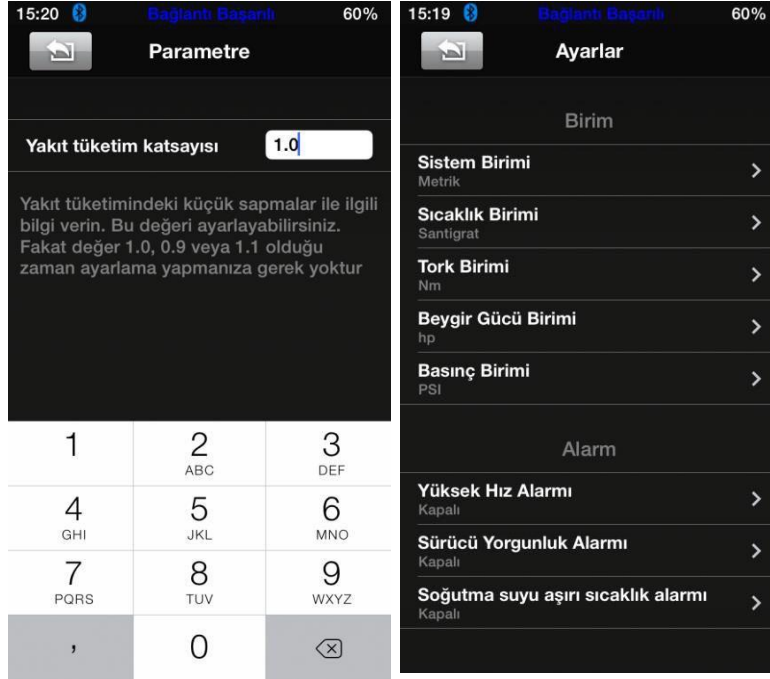 15:20 Bağlantı Başarılı 60%
Parametre
Yakıt tüketim katsayısı 1.0
Yakıt tüketimindeki küçük sapmalar ile ilgili
bilgi verin. Bu değeri ayarlayabilirsiniz.
Fakat değer 1.0, 0.9 veya 1.1 olduğu
zaman ayarlama yapmanıza gerek yoktur
1 2 3
ABC DEF
4 5 6
GHI JKL MNO
7 8 9
PQRS TUV WXYZ
, 0
15:19 Bağlantı Başarılı 60%
Ayarlar
Birim
Sistem Birimi
Metrik
Sıcaklık Birimi
Santigrat
Tork Birimi
Nm
Beygir Gücü Birimi
hp
Basınç Birimi
PSI
Alarm
Yüksek Hız Alarmı
Kapalı
Sürücü Yorgunluk Alarmı
Kapalı
Soğutma suyu aşırı sıcaklık alarmı
Kapalı